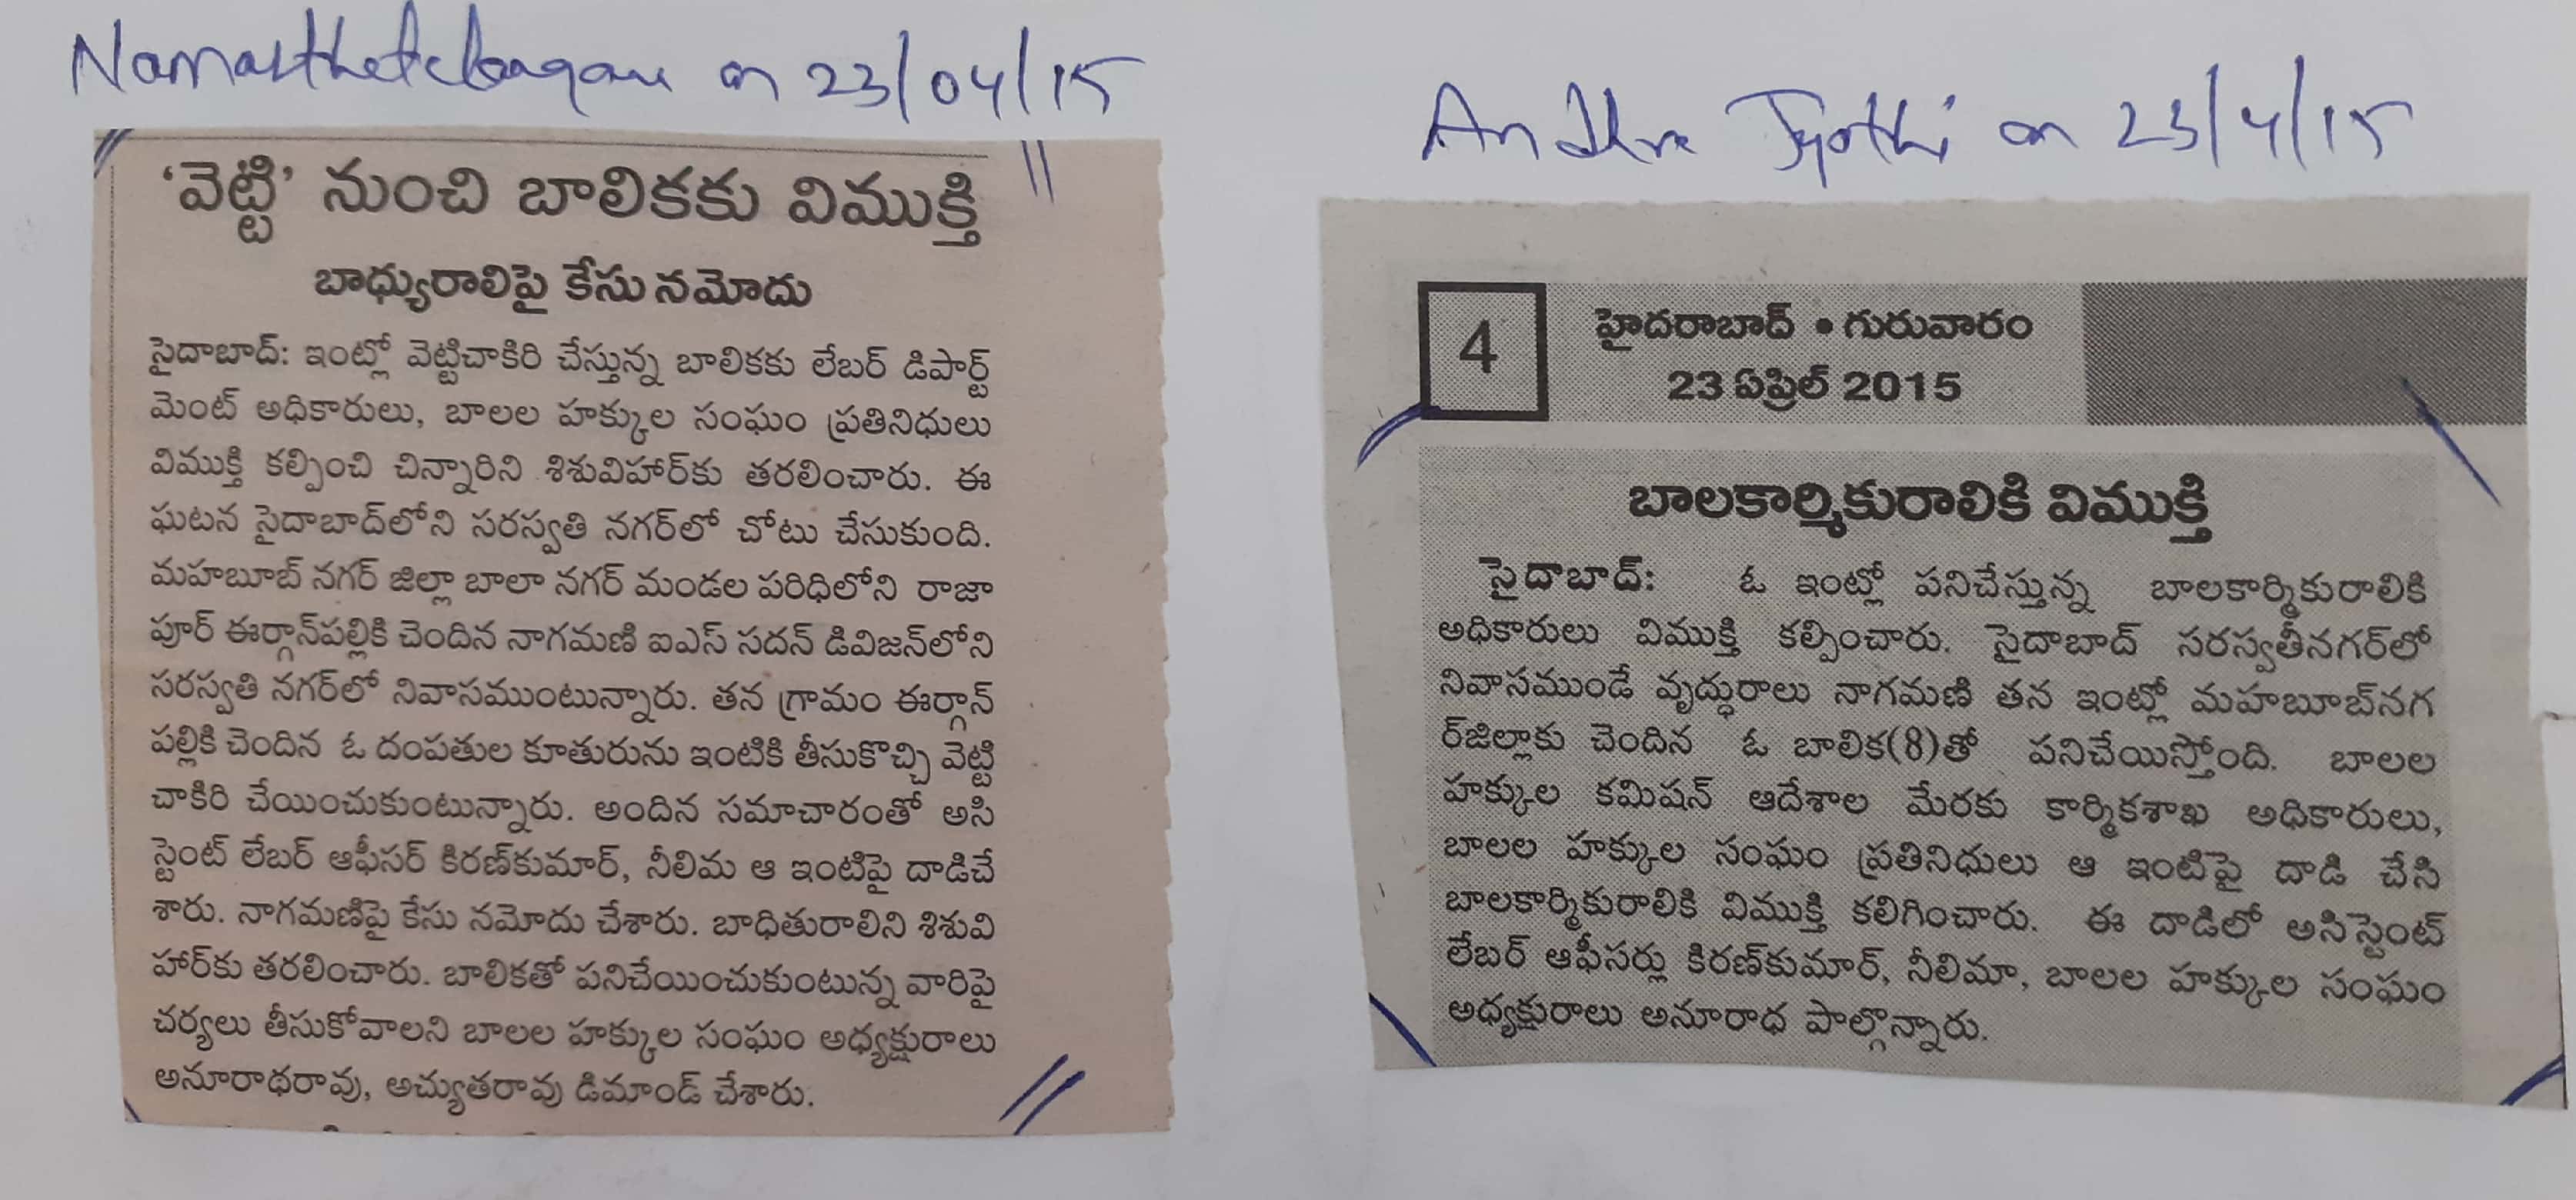 Namasthetelangana on 23/04/15
'వెట్టి' నుంచి బాలికకు విముక్తి
బాధ్యురాలిపై కేసు నమోదు
సైదాబాద్: ఇంట్లో వెట్టిచాకిరి చేస్తున్న బాలికకు లేబర్ డిపార్ట్
మెంట్ అధికారులు, బాలల హక్కుల సంఘం ప్రతినిధులు
విముక్తి కల్పించి చిన్నారిని శిశువిహార్‌కు తరలించారు. ఈ
ఘటన సైదాబాద్‌లోని సరస్వతి నగర్‌లో చోటు చేసుకుంది.
మహబూబ్ నగర్ జిల్లా బాలా నగర్ మండల పరిధిలోని రాజా
పూర్ ఈర్గాన్‌పల్లికి చెందిన నాగమణి ఐఎస్ సదన్ డివిజన్‌లోని
సరస్వతి నగర్‌లో నివాసముంటున్నారు. తన గ్రామం ఈర్గాన్
పల్లికి చెందిన ఓ దంపతుల కూతురును ఇంటికి తీసుకొచ్చి వెట్టి
చాకిరి చేయించుకుంటున్నారు. అందిన సమాచారంతో అసి
స్టెంట్ లేబర్ ఆఫీసర్ కిరణ్‌కుమార్, నీలిమ ఆ ఇంటిపై దాడిచే
శారు. నాగమణిపై కేసు నమోదు చేశారు. బాధితురాలిని శిశువి
హార్‌కు తరలించారు. బాలికతో పనిచేయించుకుంటున్న వారిపై
చర్యలు తీసుకోవాలని బాలల హక్కుల సంఘం అధ్యక్షురాలు
అనూరాథరావు, అచ్యుతరావు డిమాండ్ చేశారు.
Andhra Jyothi on 23/4/15
4
హైదరాబాద్ • గురువారం
23 ఏప్రిల్ 2015
బాలకార్మికురాలికి విముక్తి
సైదాబాద్: ఓ ఇంట్లో పనిచేస్తున్న బాలకార్మికురాలికి
అధికారులు విముక్తి కల్పించారు. సైదాబాద్ సరస్వతీనగర్‌లో
నివాసముండే వృద్ధురాలు నాగమణి తన ఇంట్లో మహబూబ్‌నగ
ర్‌జిల్లాకు చెందిన ఓ బాలిక(8)తో పనిచేయిస్తోంది. బాలల
హక్కుల కమిషన్ ఆదేశాల మేరకు కార్మికశాఖ అధికారులు,
బాలల హక్కుల సంఘం ప్రతినిధులు ఆ ఇంటిపై దాడి చేసి
బాలకార్మికురాలికి విముక్తి కలిగించారు. ఈ దాడిలో అసిస్టెంట్
లేబర్ ఆఫీసర్లు కిరణ్‌కుమార్, నీలిమా, బాలల హక్కుల సంఘం
అధ్యక్షురాలు అనూరాధ పాల్గొన్నారు.